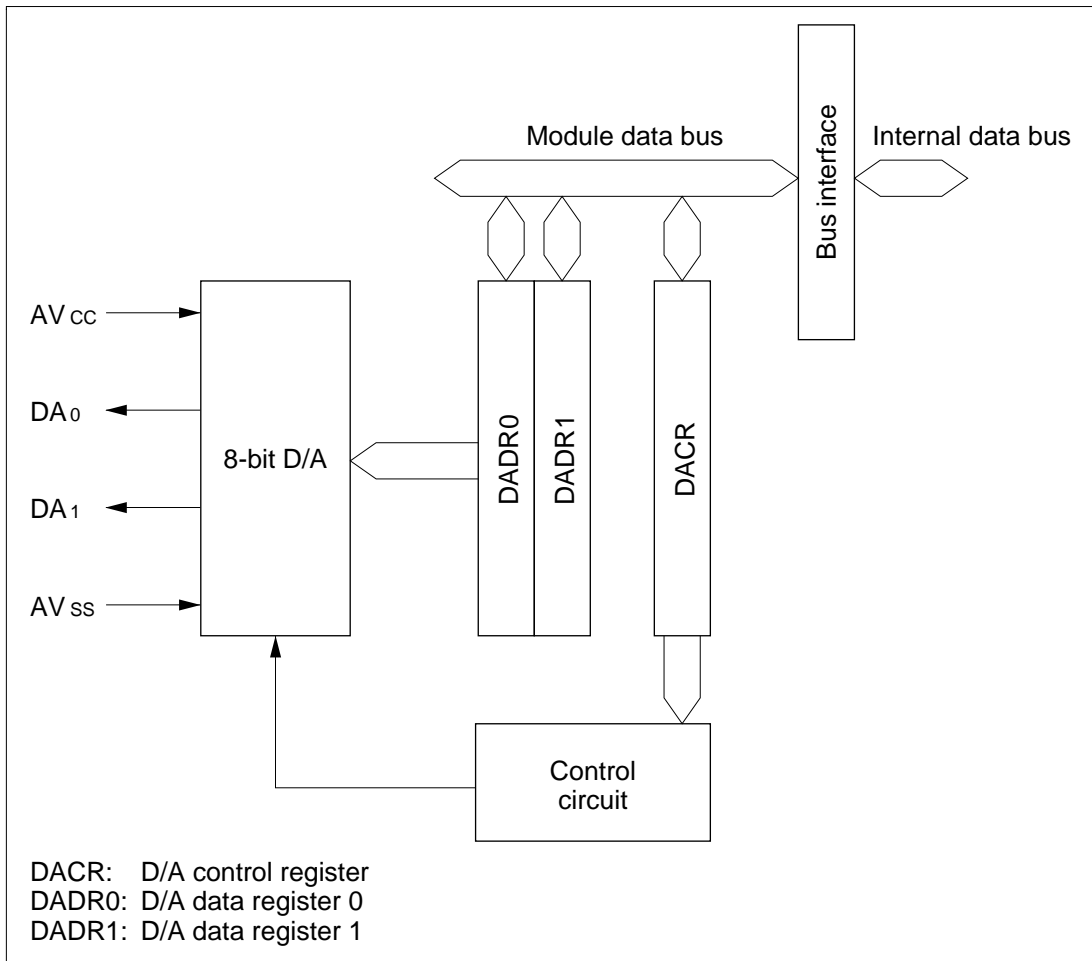 Module data bus
Internal data bus
Bus interface
AVCC
DA0
DA1
AVSS
8-bit D/A
DADR0
DADR1
DACR
Control
circuit
DACR: D/A control register
DADR0: D/A data register 0
DADR1: D/A data register 1